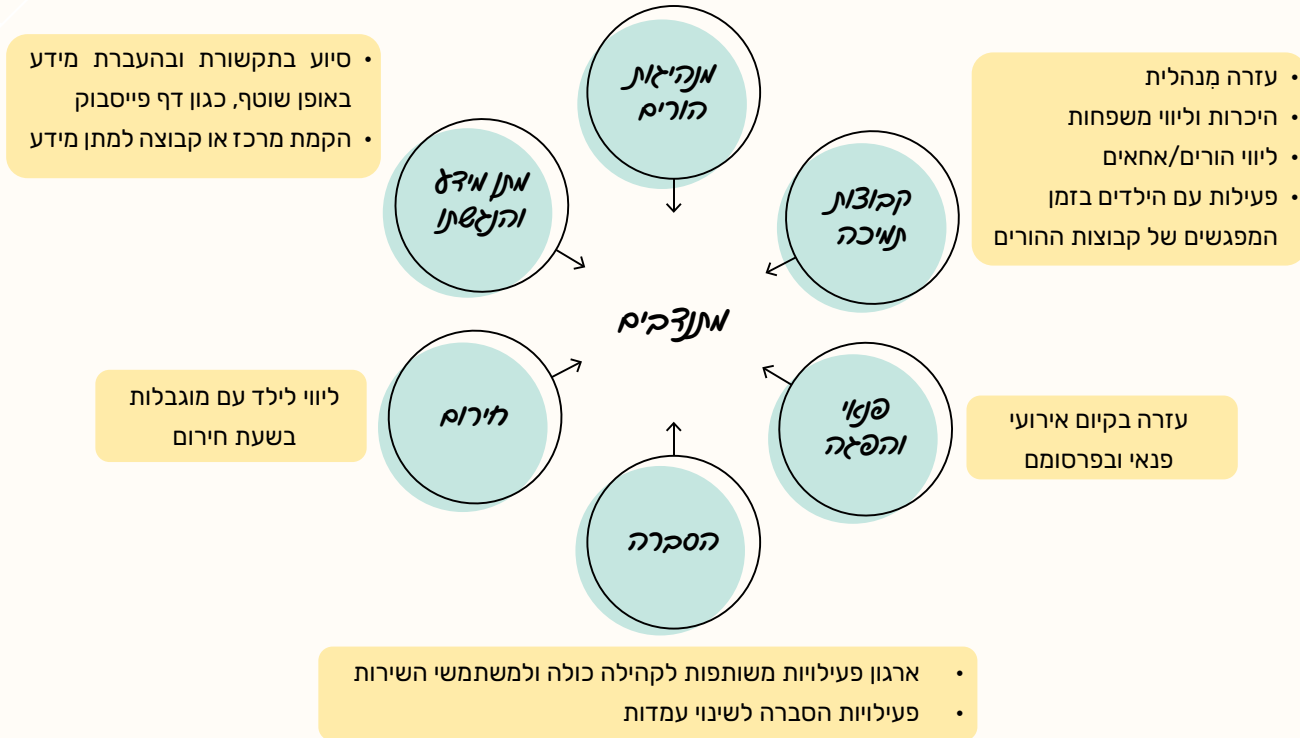 מנהיגות
הורים
• עזרה מִנהלית
• היכרות וליווי משפחות
• ליווי הורים/אחאים
• פעילות עם הילדים בזמן
המפגשים של קבוצות ההורים
קבוצות
תמיכה
• סיוע בתקשורת ובהעברת מידע
באופן שוטף, כגון דף פייסבוק
• הקמת מרכז או קבוצה למתן מידע
מתן מידע
והנגשתו
מתנדבים
עזרה בקיום אירועי
פנאי ובפרסומם
פנאי
והפגה
חירום
ליווי לילד עם מוגבלות
בשעת חירום
הסברה
• ארגון פעילויות משותפות לקהילה כולה ולמשתמשי השירות
• פעילויות הסברה לשינוי עמדות